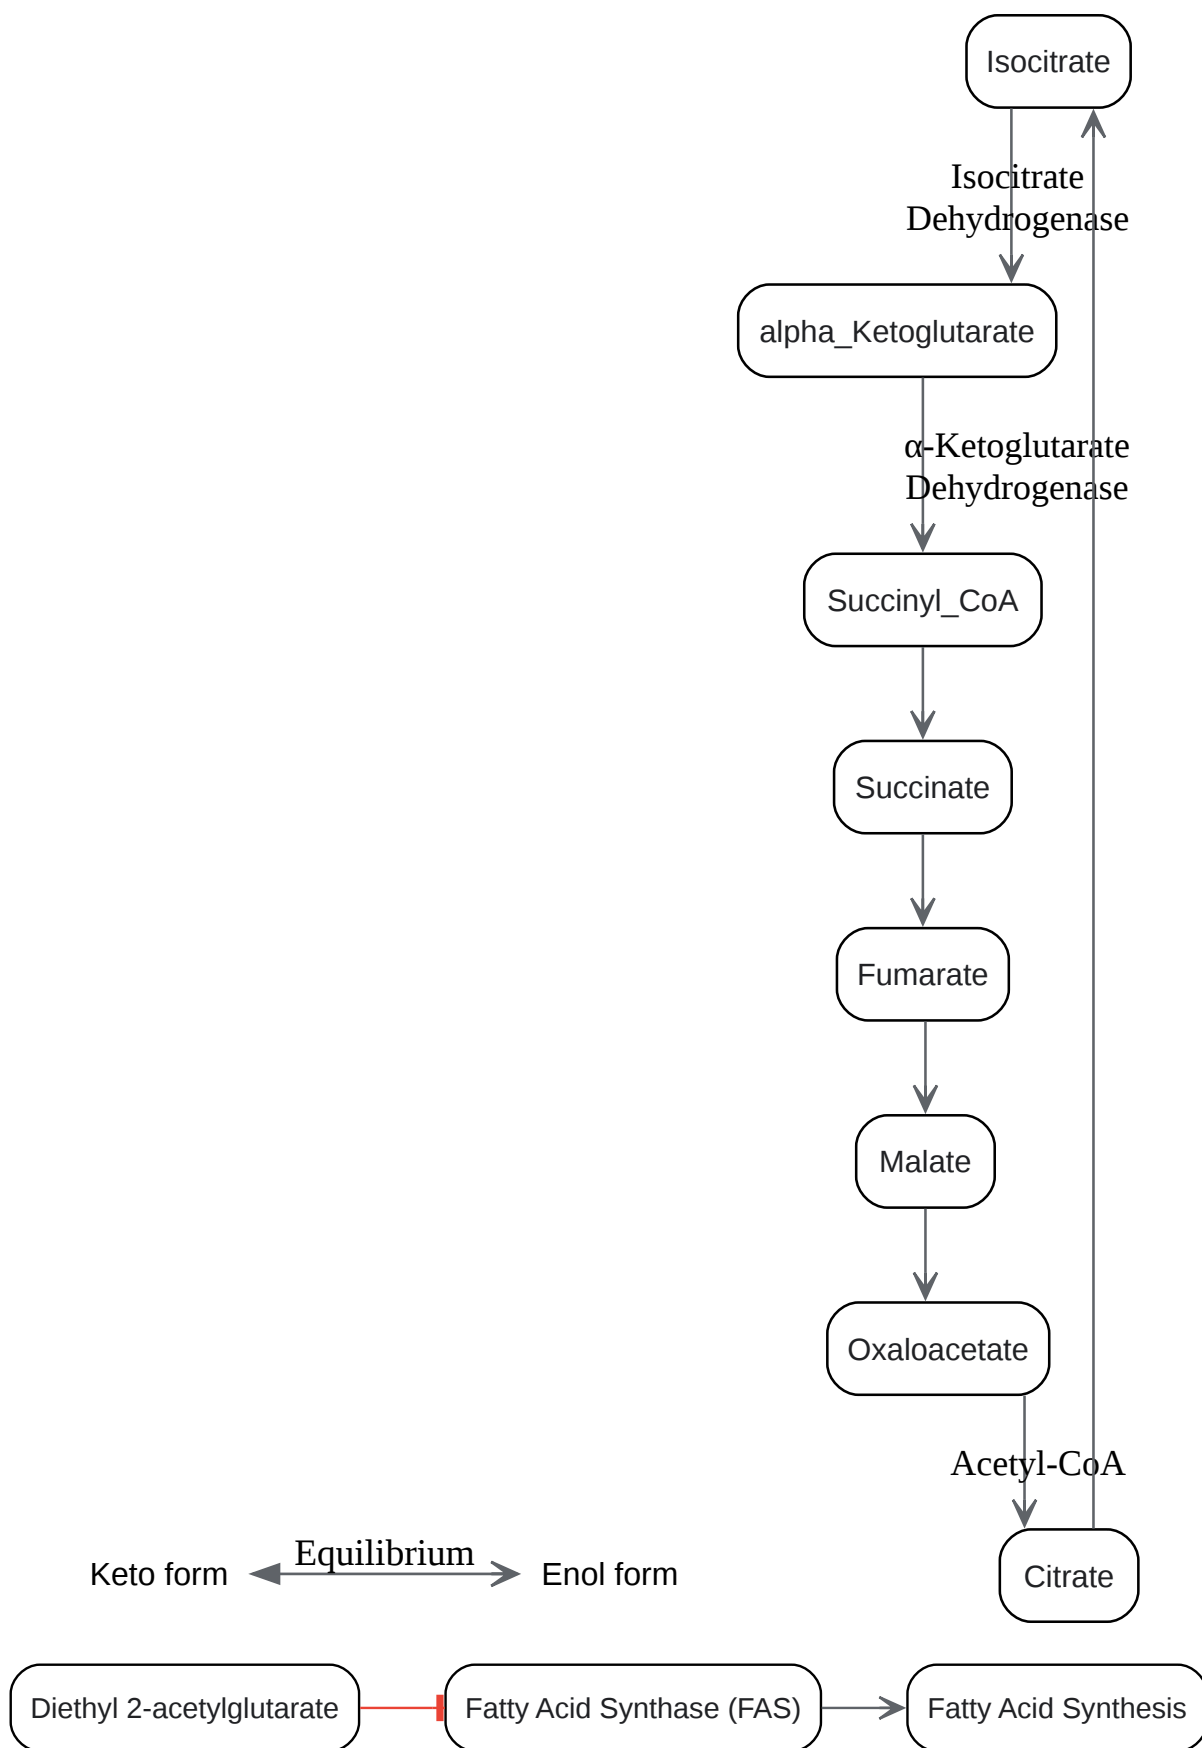 Isocitrate
Isocitrate
Dehydrogenase
alpha_Ketoglutarate
α-Ketoglutarate
Dehydrogenase
Succinyl_CoA
Succinate
Fumarate
Malate
Oxaloacetate
Acetyl-CoA
Keto form
Equilibrium
Enol form
Citrate
Diethyl 2-acetylglutarate
Fatty Acid Synthase (FAS)
Fatty Acid Synthesis